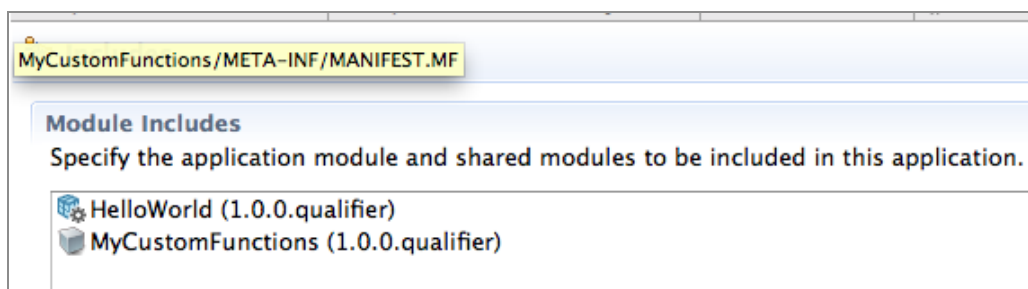 MyCustomFunctions/META-INF/MANIFEST.MF
Module Includes
Specify the application module and shared modules to be included in this application.
HelloWorld (1.0.0.qualifier)
MyCustomFunctions (1.0.0.qualifier)